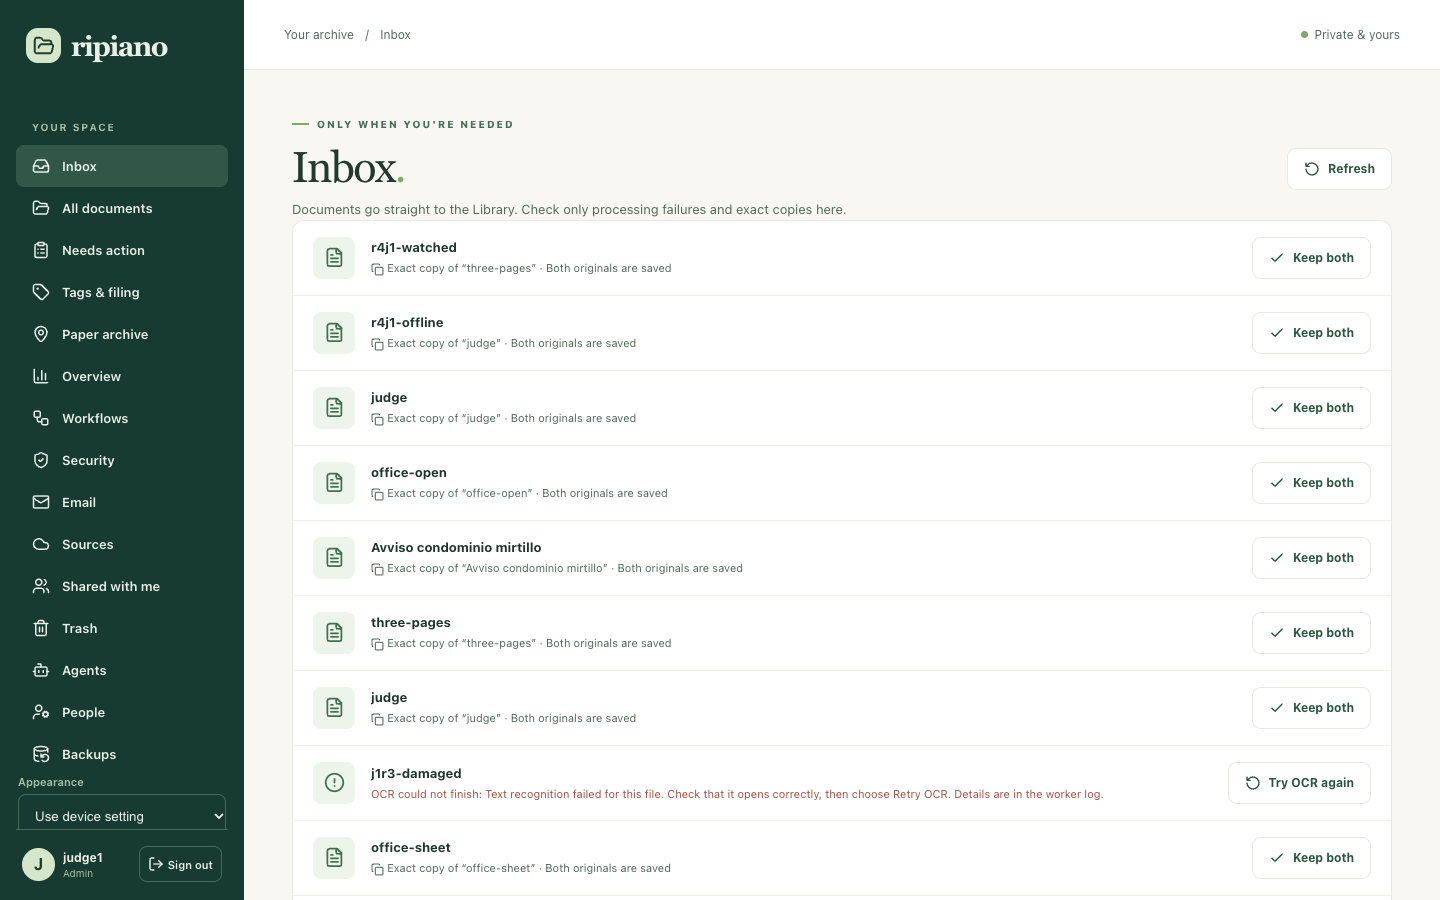 ripiano
YOUR SPACE
Inbox
All documents
Needs action
Tags & filing
Paper archive
Overview
Workflows
Security
Email
Sources
Shared with me
Trash
Agents
People
Backups
Appearance
Use device setting
J
judge1
Admin
Sign out
Your archive / Inbox
Private & yours
ONLY WHEN YOU'RE NEEDED
Inbox.
Refresh
Documents go straight to the Library. Check only processing failures and exact copies here.
r4j1-watched
Exact copy of “three-pages” · Both originals are saved
Keep both
r4j1-offline
Exact copy of “judge” · Both originals are saved
Keep both
judge
Exact copy of “judge” · Both originals are saved
Keep both
office-open
Exact copy of “office-open” · Both originals are saved
Keep both
Avviso condominio mirtillo
Exact copy of “Avviso condominio mirtillo” · Both originals are saved
Keep both
three-pages
Exact copy of “three-pages” · Both originals are saved
Keep both
judge
Exact copy of “judge” · Both originals are saved
Keep both
j1r3-damaged
OCR could not finish: Text recognition failed for this file. Check that it opens correctly, then choose Retry OCR. Details are in the worker log.
Try OCR again
office-sheet
Exact copy of “office-sheet” · Both originals are saved
Keep both